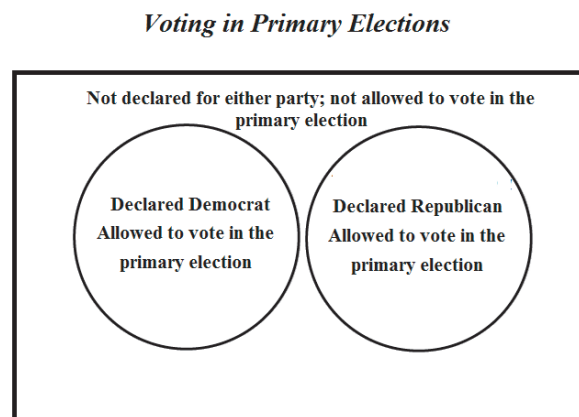 Voting in Primary Elections
Not declared for either party; not allowed to vote in the
primary election
Declared Democrat
Allowed to vote in the
primary election
Declared Republican
Allowed to vote in the
primary election